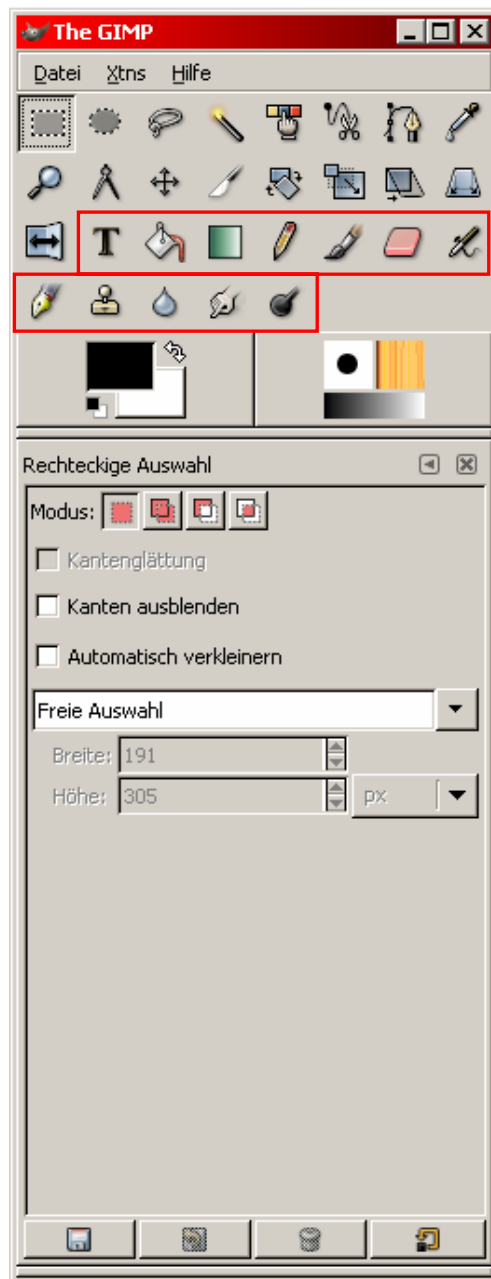 The GIMP
Datei Xtns Hilfe
Rechteckige Auswahl
Modus:
Kantenglättung
Kanten ausblenden
Automatisch verkleinern
Freie Auswahl
Breite: 191
Höhe: 305 px